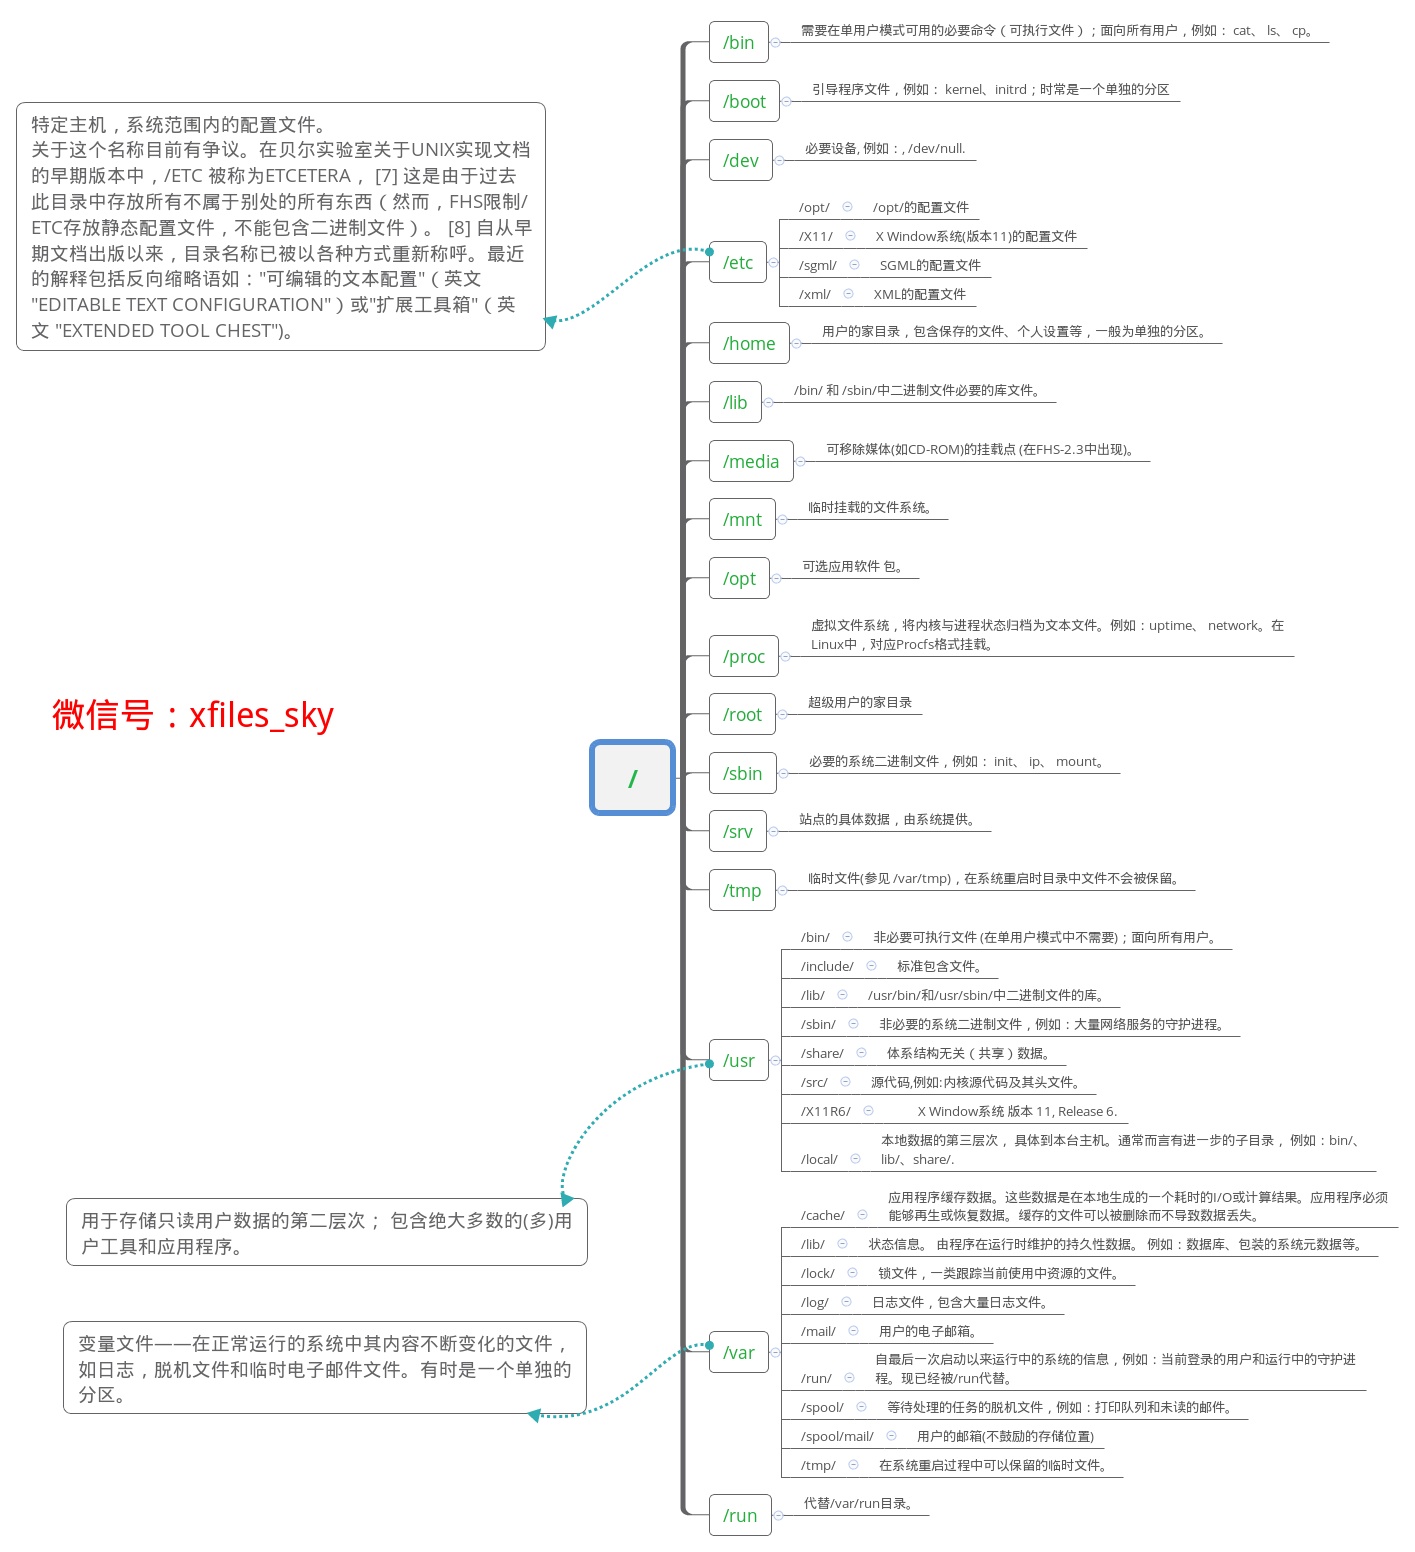 /bin
需要在单用户模式可用的必要命令（可执行文件）；面向所有用户，例如： cat、 ls、 cp。
/boot
引导程序文件，例如： kernel、initrd；时常是一个单独的分区
/dev
必要设备, 例如：, /dev/null.
特定主机，系统范围内的配置文件。
关于这个名称目前有争议。在贝尔实验室关于UNIX实现文档
的早期版本中，/ETC 被称为ETCETERA， [7] 这是由于过去
此目录中存放所有不属于别处的所有东西（然而，FHS限制/
ETC存放静态配置文件，不能包含二进制文件）。 [8] 自从早
期文档出版以来，目录名称已被以各种方式重新称呼。最近
的解释包括反向缩略语如："可编辑的文本配置"（英文
"EDITABLE TEXT CONFIGURATION"）或"扩展工具箱"（英
文 "EXTENDED TOOL CHEST")。
/etc
/opt/ /opt/的配置文件
/X11/ X Window系统(版本11)的配置文件
/sgml/ SGML的配置文件
/xml/ XML的配置文件
/home
用户的家目录，包含保存的文件、个人设置等，一般为单独的分区。
/lib
/bin/ 和 /sbin/中二进制文件必要的库文件。
/media
可移除媒体(如CD-ROM)的挂载点 (在FHS-2.3中出现)。
/mnt
临时挂载的文件系统。
/opt
可选应用软件 包。
/proc
虚拟文件系统，将内核与进程状态归档为文本文件。例如：uptime、 network。在
Linux中，对应Procfs格式挂载。
/root
超级用户的家目录
微信号：xfiles_sky
/
/sbin
必要的系统二进制文件，例如： init、 ip、 mount。
/srv
站点的具体数据，由系统提供。
/tmp
临时文件(参见 /var/tmp)，在系统重启时目录中文件不会被保留。
/usr
/bin/ 非必要可执行文件 (在单用户模式中不需要)；面向所有用户。
/include/ 标准包含文件。
/lib/ /usr/bin/和/usr/sbin/中二进制文件的库。
/sbin/ 非必要的系统二进制文件，例如：大量网络服务的守护进程。
/share/ 体系结构无关（共享）数据。
/src/ 源代码,例如:内核源代码及其头文件。
/X11R6/ X Window系统 版本 11, Release 6.
/local/ 本地数据的第三层次， 具体到本台主机。通常而言有进一步的子目录， 例如：bin/、
lib/、share/.
用于存储只读用户数据的第二层次； 包含绝大多数的(多)用
户工具和应用程序。
变量文件——在正常运行的系统中其内容不断变化的文件，
如日志，脱机文件和临时电子邮件文件。有时是一个单独的
分区。
/var
/cache/ 应用程序缓存数据。这些数据是在本地生成的一个耗时的I/O或计算结果。应用程序必须
能够再生或恢复数据。缓存的文件可以被删除而不导致数据丢失。
/lib/ 状态信息。 由程序在运行时维护的持久性数据。 例如：数据库、包装的系统元数据等。
/lock/ 锁文件，一类跟踪当前使用中资源的文件。
/log/ 日志文件，包含大量日志文件。
/mail/ 用户的电子邮箱。
/run/ 自最后一次启动以来运行中的系统的信息，例如：当前登录的用户和运行中的守护进
程。现已经被/run代替。
/spool/ 等待处理的任务的脱机文件，例如：打印队列和未读的邮件。
/spool/mail/ 用户的邮箱(不鼓励的存储位置)
/tmp/ 在系统重启过程中可以保留的临时文件。
/run
代替/var/run目录。